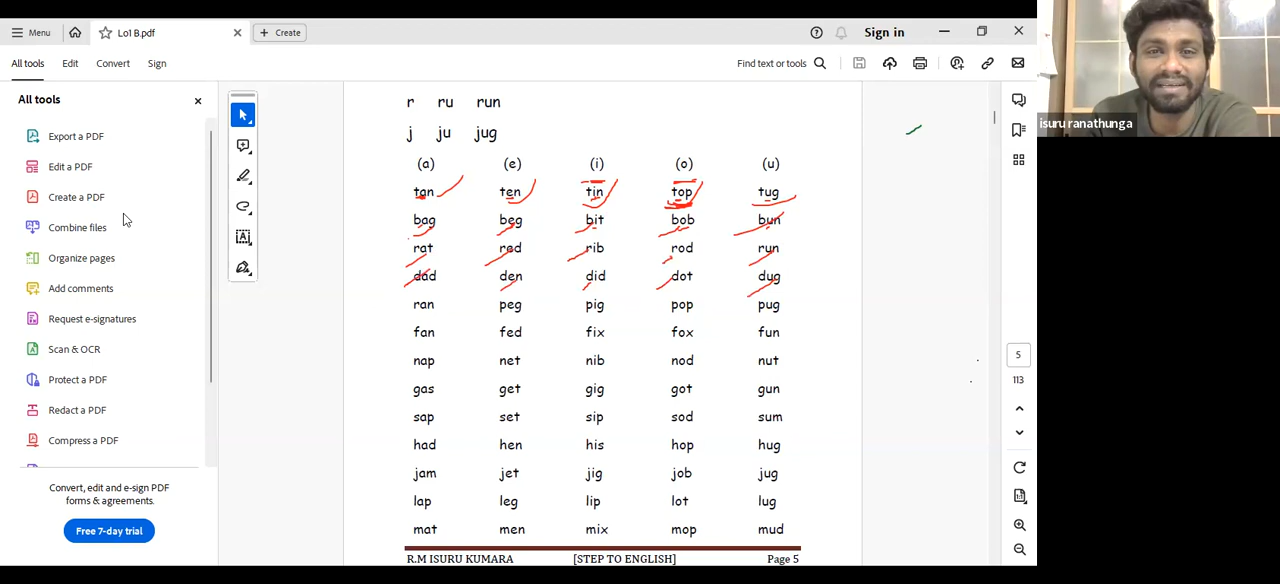 Menu Lo1 B.pdf Create Sign in
All tools Edit Convert Sign Find text or tools
All tools
Export a PDF
Edit a PDF
Create a PDF
Combine files
Organize pages
Add comments
Request e-signatures
Scan & OCR
Protect a PDF
Redact a PDF
Compress a PDF
Convert, edit and e-sign PDF
forms & agreements.
Free 7-day trial
r ru run
j ju jug
(a) (e) (i) (o) (u)
tan ten tin top tug
bag beg bit bob bun
rat red rib rod run
dad den did dot dug
ran peg pig pop pug
fan fed fix fox fun
nap net nib nod nut
gas get gig got gun
sap set sip sod sum
had hen his hop hug
jam jet jig job jug
lap leg lip lot lug
mat men mix mop mud
R.M ISURU KUMARA [STEP TO ENGLISH] Page 5
5
113
isuru ranathunga